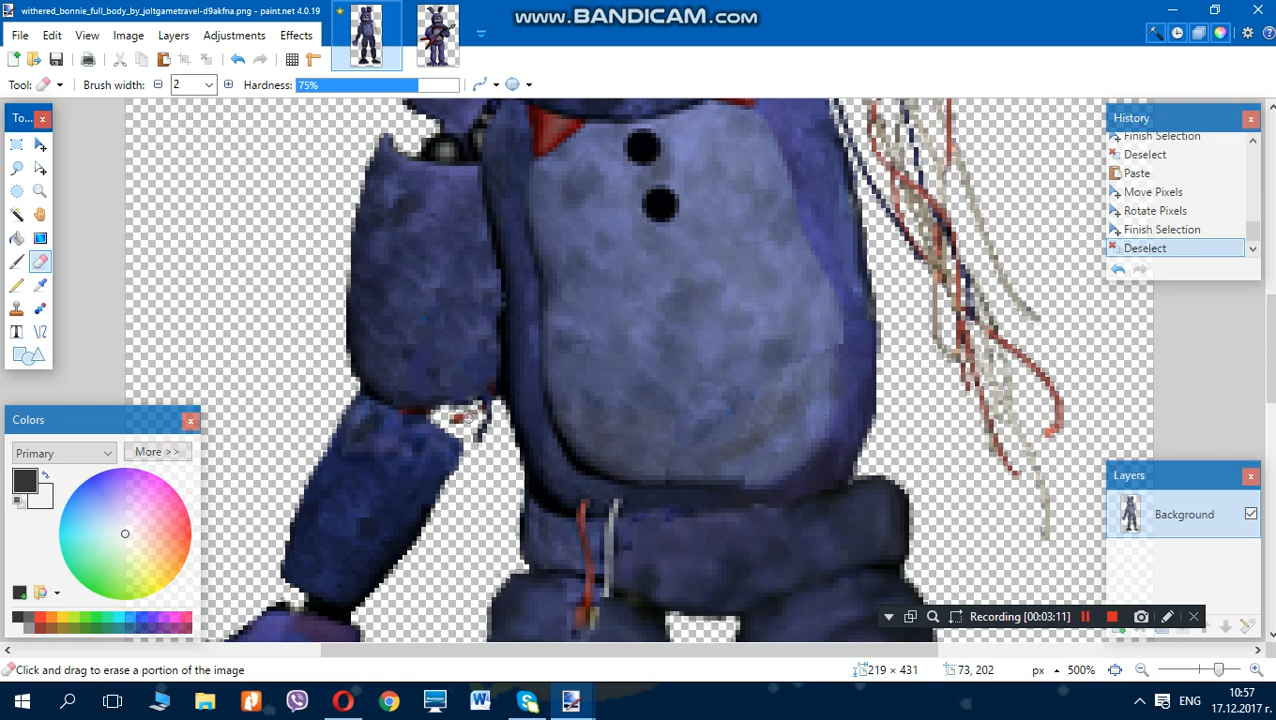 withered_bonnie_full_body_by_joltgametravel-d9akfna.png - paint.net 4.0.19
www.BANDICAM.com
File Edit View Image Layers Adjustments Effects
Tool: Brush width: 2 Hardness: 75%
To...
History
Finish Selection
Deselect
Paste
Move Pixels
Rotate Pixels
Finish Selection
Deselect
Colors
Primary
More >>
Layers
Background
Recording [00:03:11]
Click and drag to erase a portion of the image
219 × 431
73, 202
px
500%
ENG
10:57
17.12.2017 г.